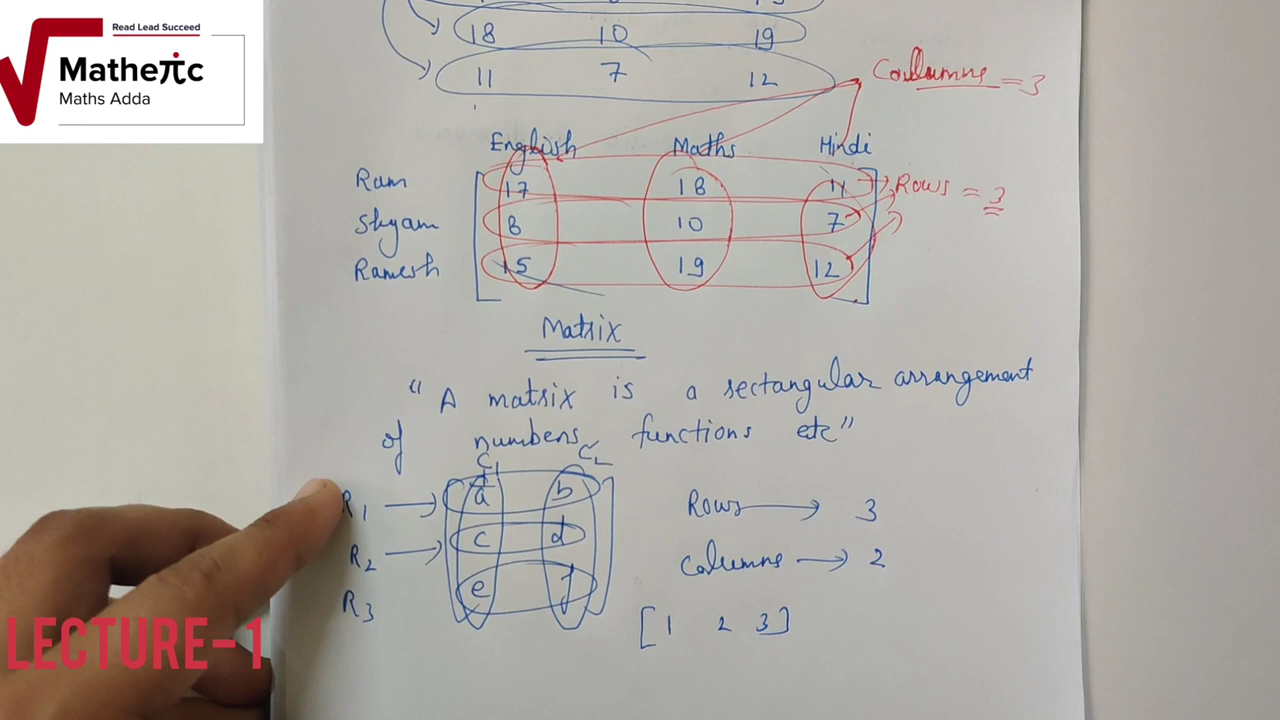 Read Lead Succeed
Matheπc
Maths Adda
18 10 19
11 7 12
Coulumns = 3
English Maths Hindi
Ram 17 18 11 Rows = 3
Shyam 8 10 7
Ramesh 15 19 12
Matrix
“A matrix is a rectangular arrangement
of numbers, functions etc”
C1 C2
R1 a b Rows 3
R2 c d Columns 2
R3 e f
[1 2 3]
LECTURE-1